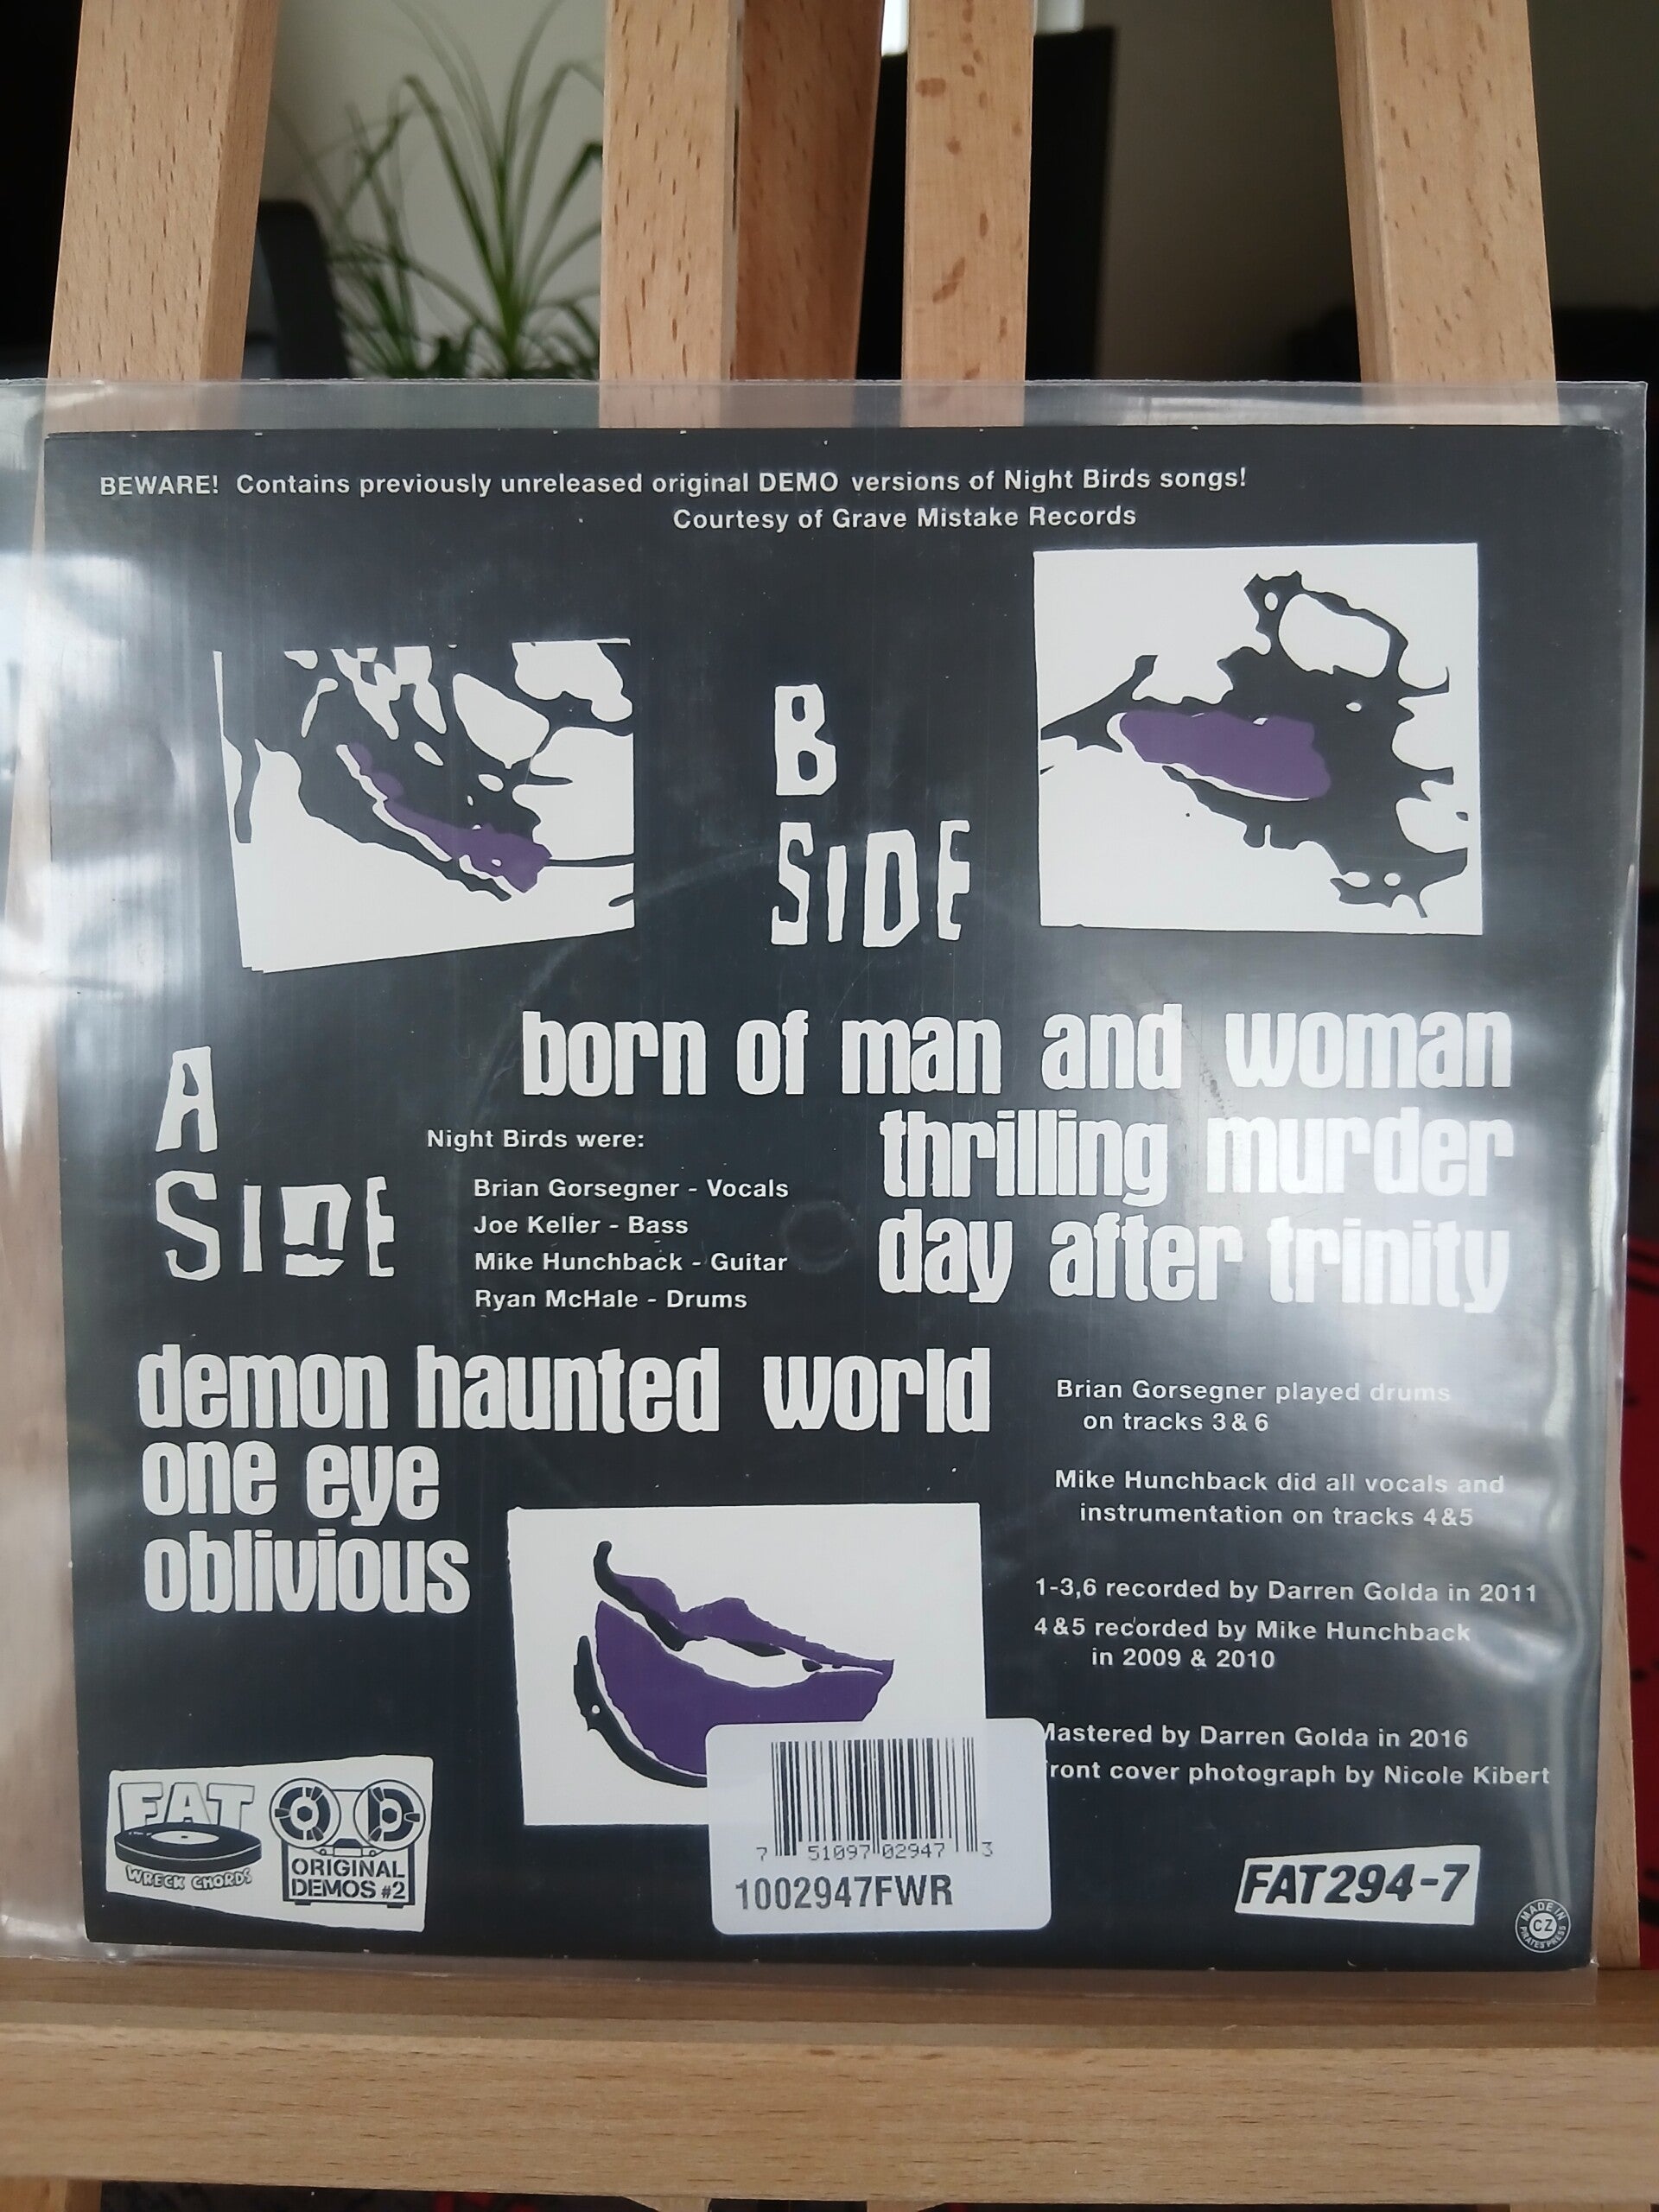 BEWARE! Contains previously unreleased original DEMO versions of Night Birds songs!
Courtesy of Grave Mistake Records
B
SIDE
born of man and woman
thrilling murder
day after trinity
A
SIDE
Night Birds were:
Brian Gorsegner - Vocals
Joe Keller - Bass
Mike Hunchback - Guitar
Ryan McHale - Drums
demon haunted world
one eye
oblivious
Brian Gorsegner played drums
on tracks 3 & 6
Mike Hunchback did all vocals and
instrumentation on tracks 4 & 5
1-3,6 recorded by Darren Golda in 2011
4 & 5 recorded by Mike Hunchback
in 2009 & 2010
Mastered by Darren Golda in 2016
ront cover photograph by Nicole Kibert
FAT
WRECK CHORDS
ORIGINAL
DEMOS #2
7 51097 02947 3
1002947FWR
FAT294-7
MADE IN
CZ
PIRATES PRESS